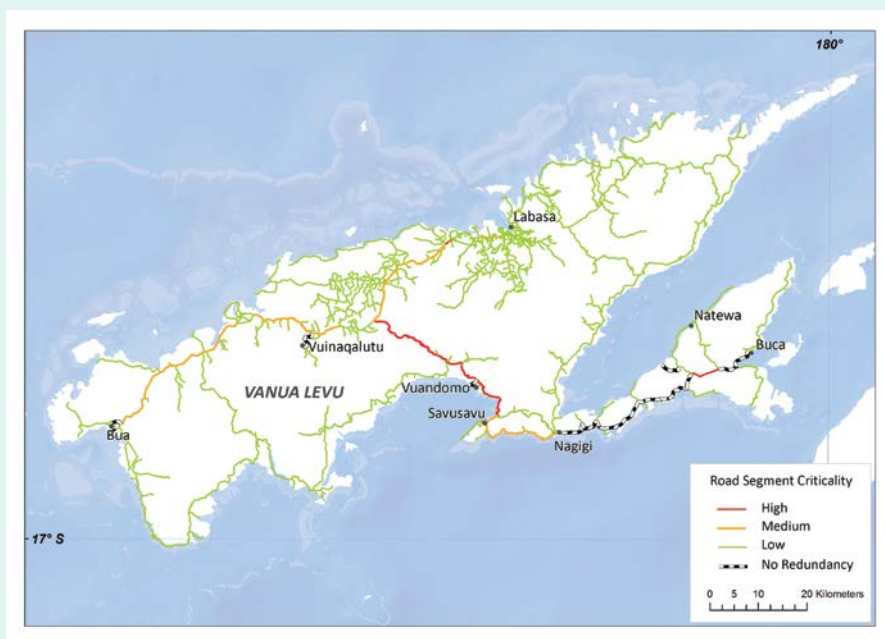 180°
Labasa
Natewa
Buca
Vuinaqalutu
VANUA LEVU
Vuandomo
Savusavu
Bua
Nagigi
17° S
Road Segment Criticality
High
Medium
Low
No Redundancy
0 5 10 20 Kilometers